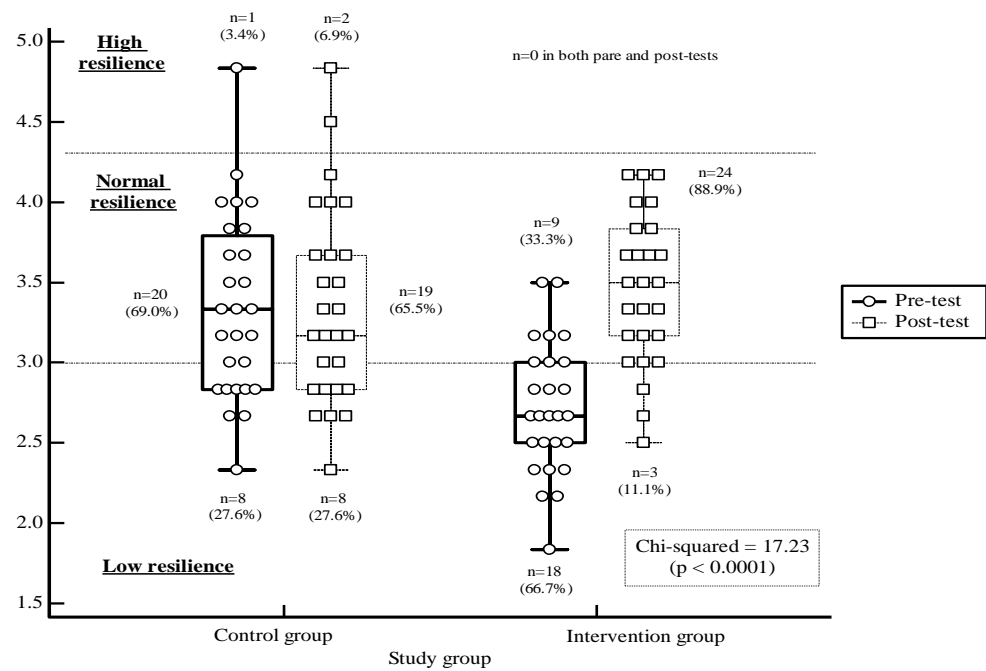 n=1
(3.4%)
n=2
(6.9%)
5.0
High
resilience
n=0 in both pare and post-tests
4.5
4.0
Normal
resilience
n=24
(88.9%)
n=9
(33.3%)
3.5
n=20
(69.0%)
n=19
(65.5%)
Pre-test
Post-test
3.0
2.5
n=8
(27.6%)
n=8
(27.6%)
n=3
(11.1%)
2.0
Low resilience
n=18
(66.7%)
Chi-squared = 17.23
(p < 0.0001)
1.5
Control group
Intervention group
Study group